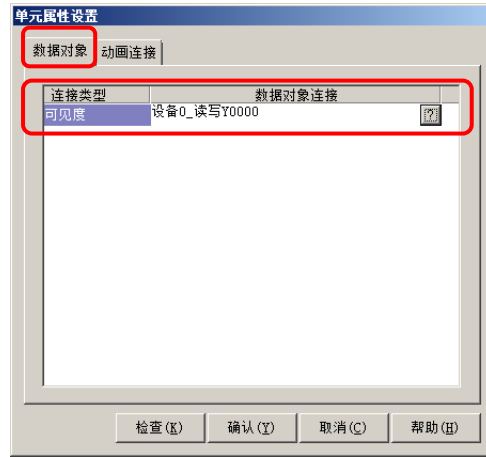 单元属性设置
数据对象 动画连接
连接类型 数据对象连接
可见度 设备0_读写Y0000 ?
检查(K) 确认(Y) 取消(C) 帮助(H)